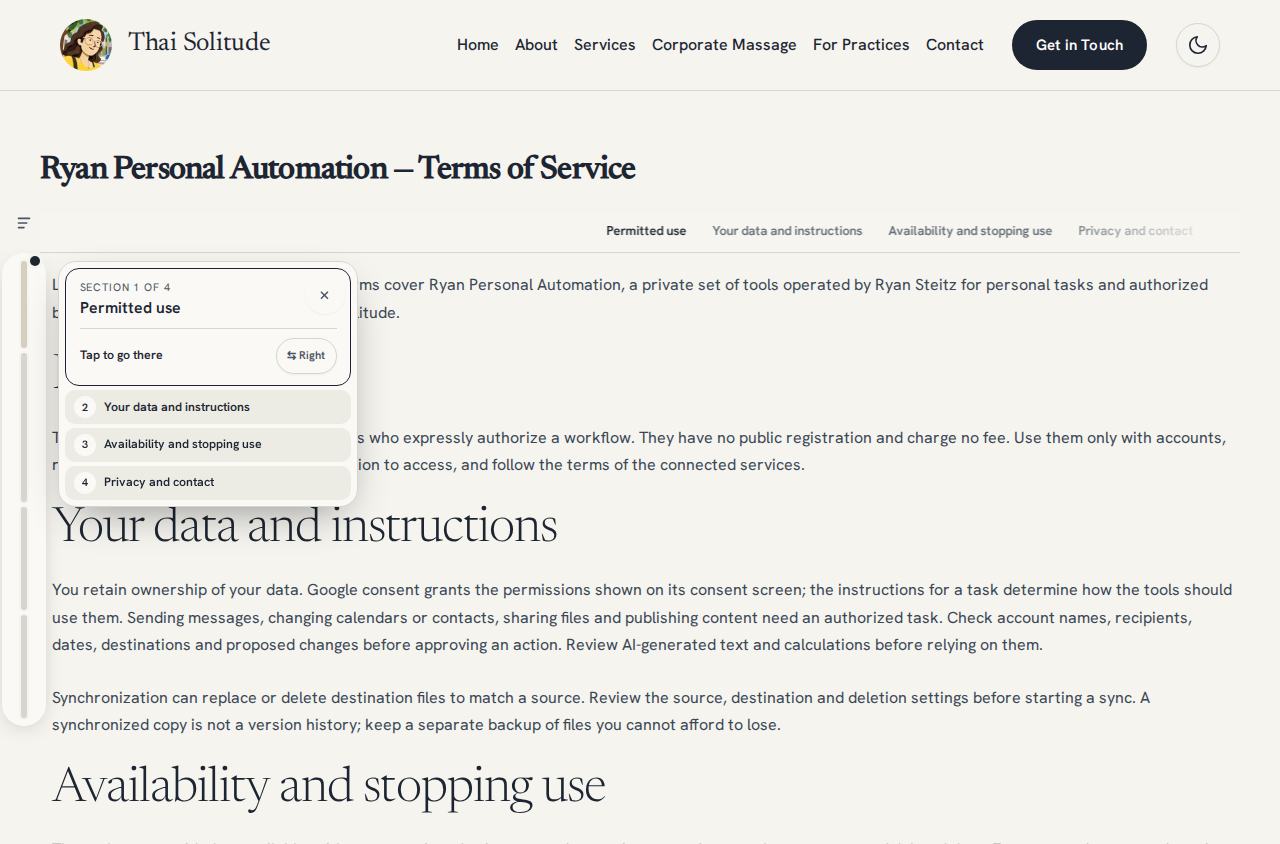 Thai Solitude
Home About Services Corporate Massage For Practices Contact Get in Touch
Ryan Personal Automation — Terms of Service
Permitted use Your data and instructions Availability and stopping use Privacy and contact
SECTION 1 OF 4
Permitted use
Tap to go there
⇆ Right
2 Your data and instructions
3 Availability and stopping use
4 Privacy and contact
cover Ryan Personal Automation, a private set of tools operated by Ryan Steitz for personal tasks and authorized
who expressly authorize a workflow. They have no public registration and charge no fee. Use them only with accounts,
to access, and follow the terms of the connected services.
Your data and instructions
You retain ownership of your data. Google consent grants the permissions shown on its consent screen; the instructions for a task determine how the tools should
use them. Sending messages, changing calendars or contacts, sharing files and publishing content need an authorized task. Check account names, recipients,
dates, destinations and proposed changes before approving an action. Review AI-generated text and calculations before relying on them.
Synchronization can replace or delete destination files to match a source. Review the source, destination and deletion settings before starting a sync. A
synchronized copy is not a version history; keep a separate backup of files you cannot afford to lose.
Availability and stopping use